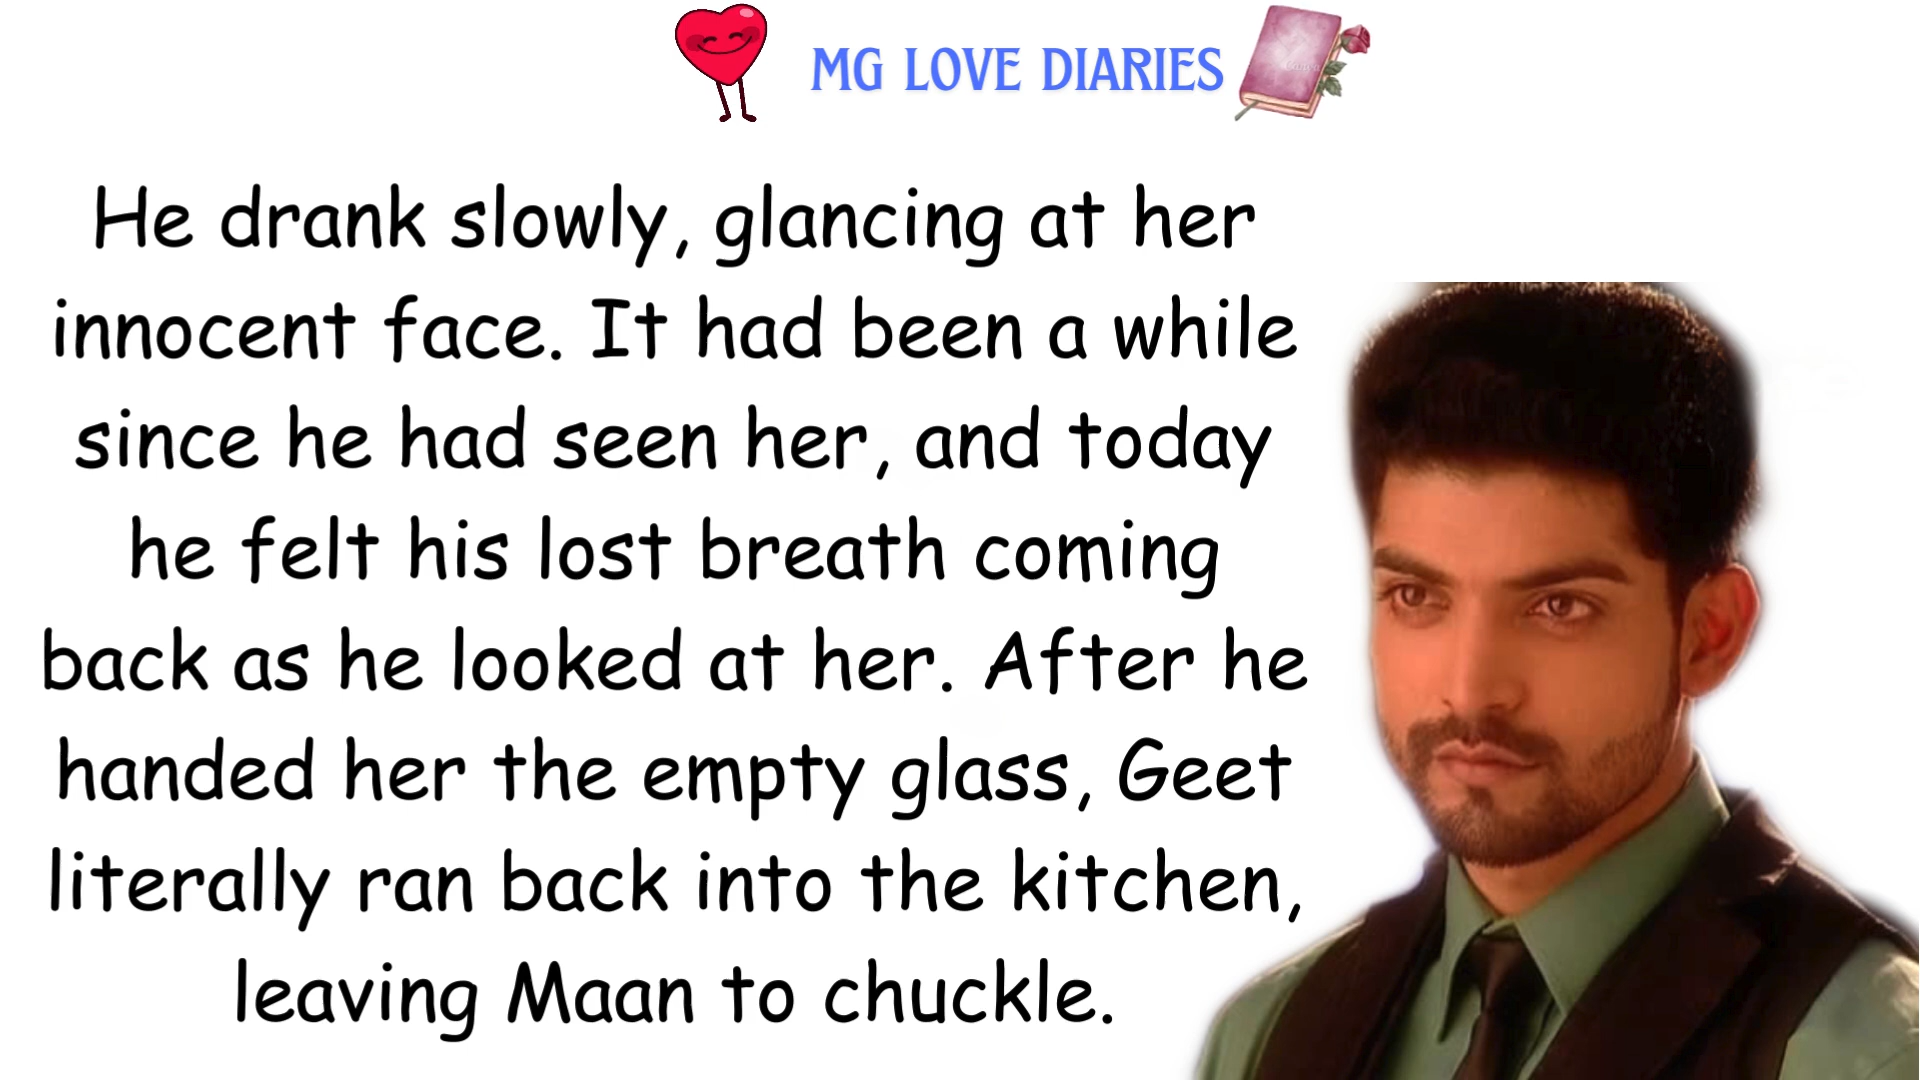 MG LOVE DIARIES
He drank slowly, glancing at her
innocent face. It had been a while
since he had seen her, and today
he felt his lost breath coming
back as he looked at her. After he
handed her the empty glass, Geet
literally ran back into the kitchen,
leaving Maan to chuckle.